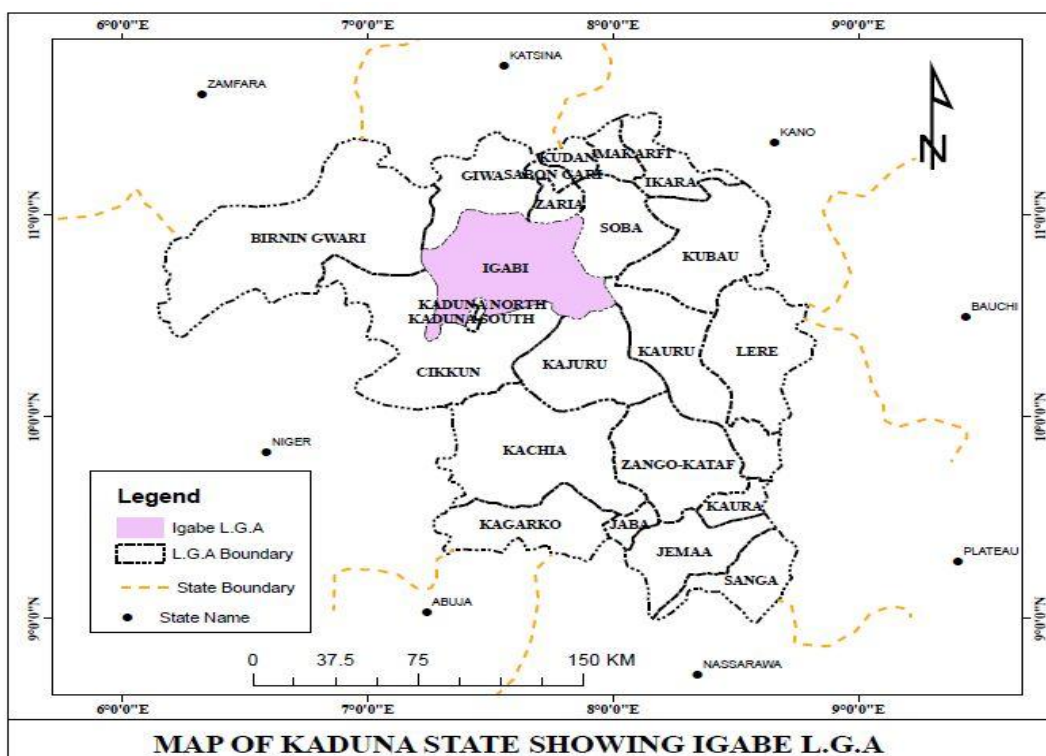 6°0'0"E 7°0'0"E 8°0'0"E 9°0'0"E
KATSINA
ZAMFARA
KANO
N
MAKARFI
KUDAN
GIWA
SABON GARI
IKARA
ZARIA
11°0'0"N 11°0'0"N
SOBA
BIRNIN GWARI
KUBAU
IGABI
KADUNA NORTH
KADUNA SOUTH
BAUCHI
KAURU
LERE
KAJURU
CIKKUN
10°0'0"N 10°0'0"N
NIGER
KACHIA
ZANGO-KATAF
KAURA
KAGARKO
JABA
JEMAA
SANGA
PLATEAU
Legend
Igabe L.G.A
L.G.A Boundary
State Boundary
State Name
ABUJA
9°0'0"N 9°0'0"N
0 37.5 75 150 KM
NASSARAWA
6°0'0"E 7°0'0"E 8°0'0"E 9°0'0"E
MAP OF KADUNA STATE SHOWING IGABE L.G.A